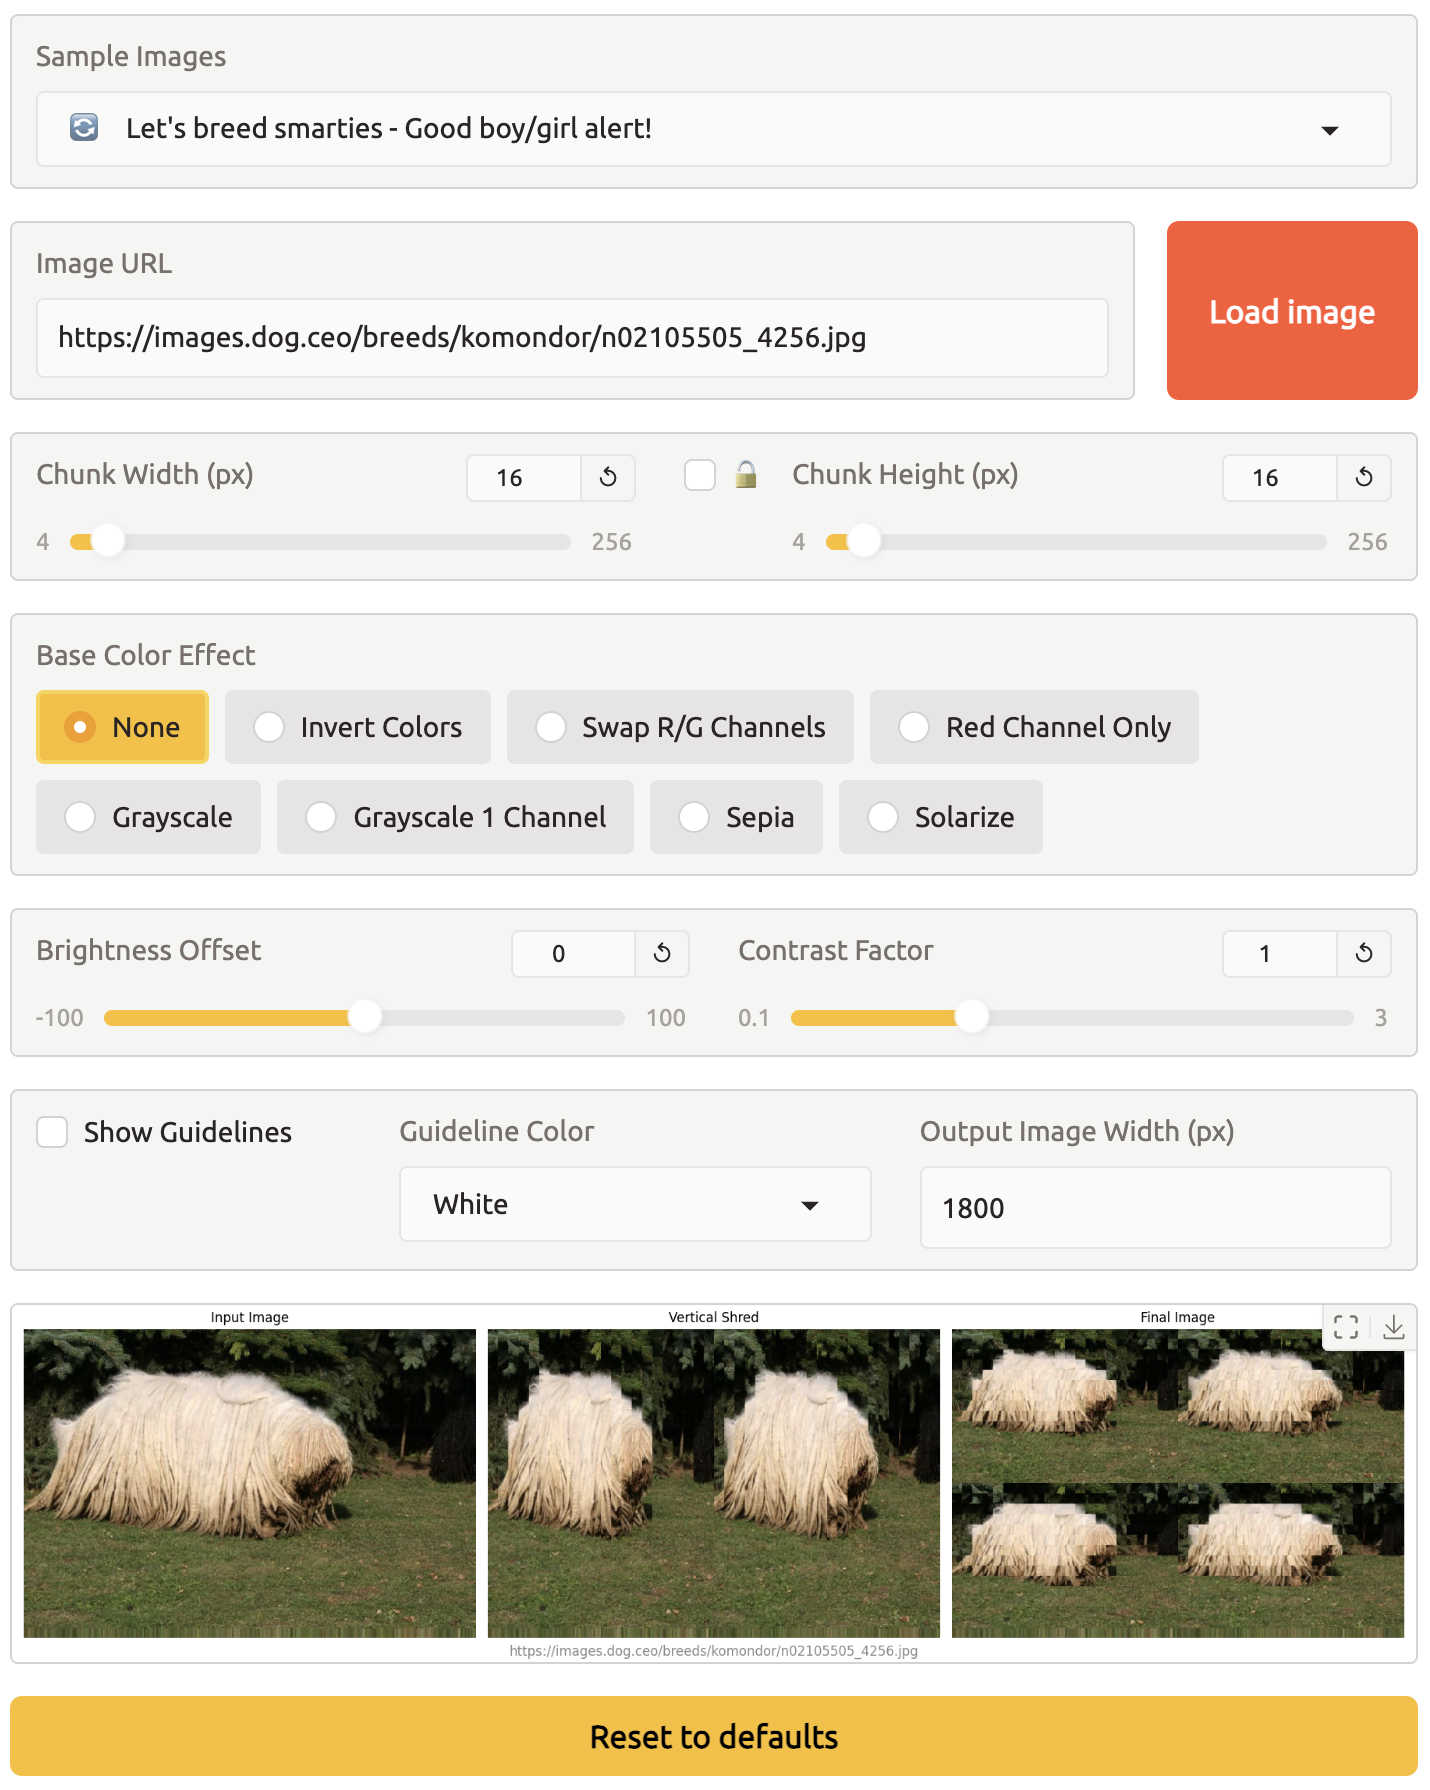 Sample Images
Let's breed smarties - Good boy/girl alert!
Image URL
https://images.dog.ceo/breeds/komondor/n02105505_4256.jpg
Load image
Chunk Width (px)
16
4
256
Chunk Height (px)
16
4
256
Base Color Effect
None
Invert Colors
Swap R/G Channels
Red Channel Only
Grayscale
Grayscale 1 Channel
Sepia
Solarize
Brightness Offset
0
-100
100
Contrast Factor
1
0.1
3
Show Guidelines
Guideline Color
White
Output Image Width (px)
1800
Input Image
Vertical Shred
Final Image
https://images.dog.ceo/breeds/komondor/n02105505_4256.jpg
Reset to defaults